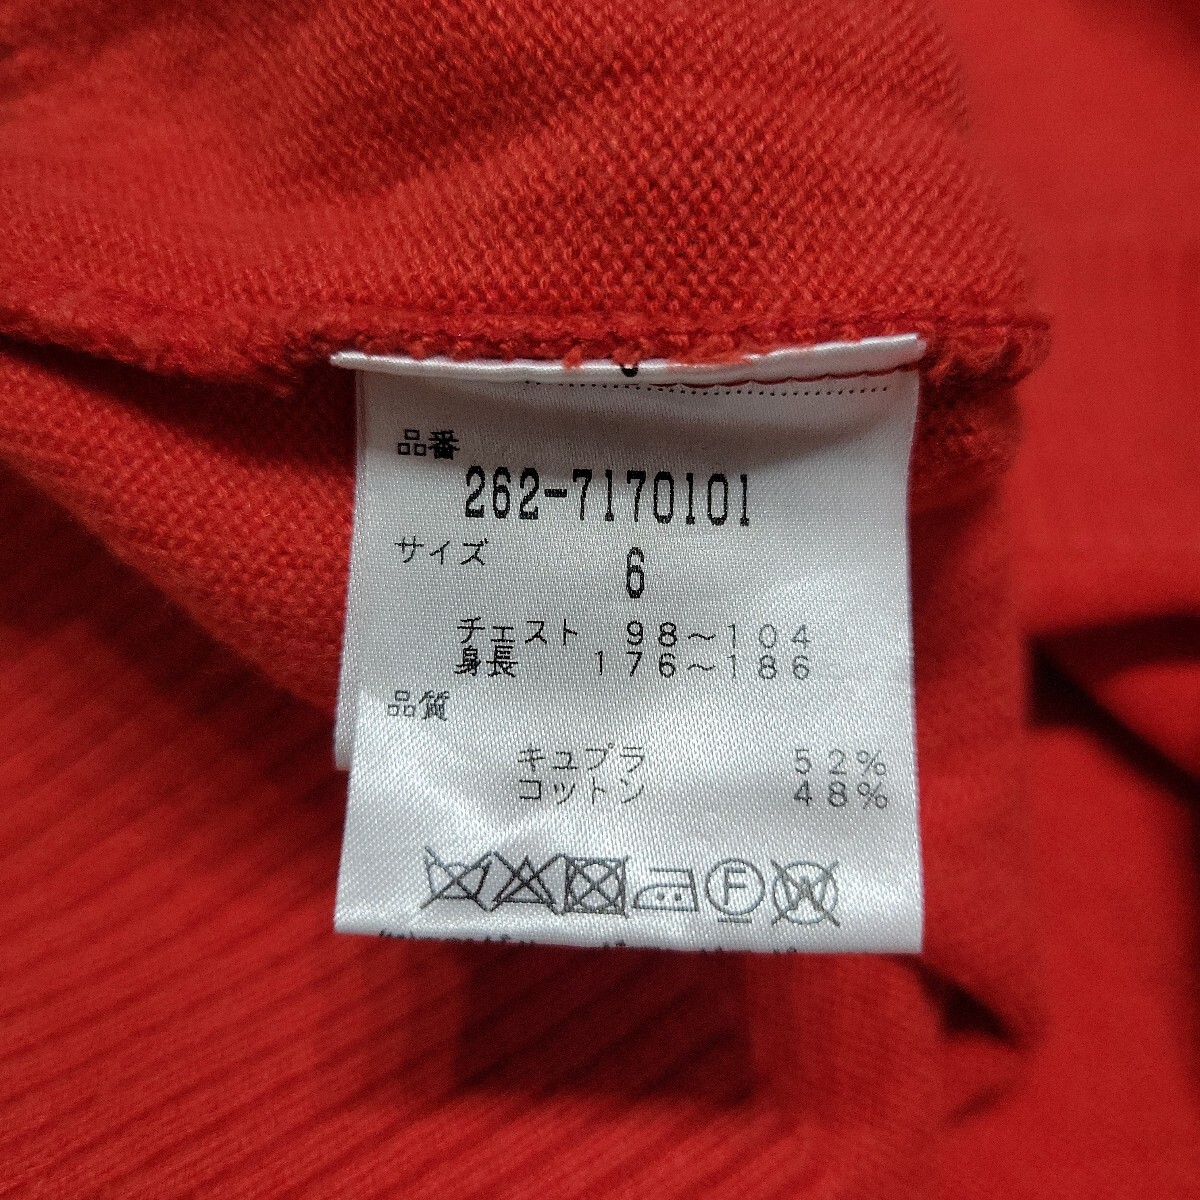 品番
262-7170101
サイズ 6
チェスト 98～104
身長 176～186
品質
キュプラ 52%
コットン 48%
F W